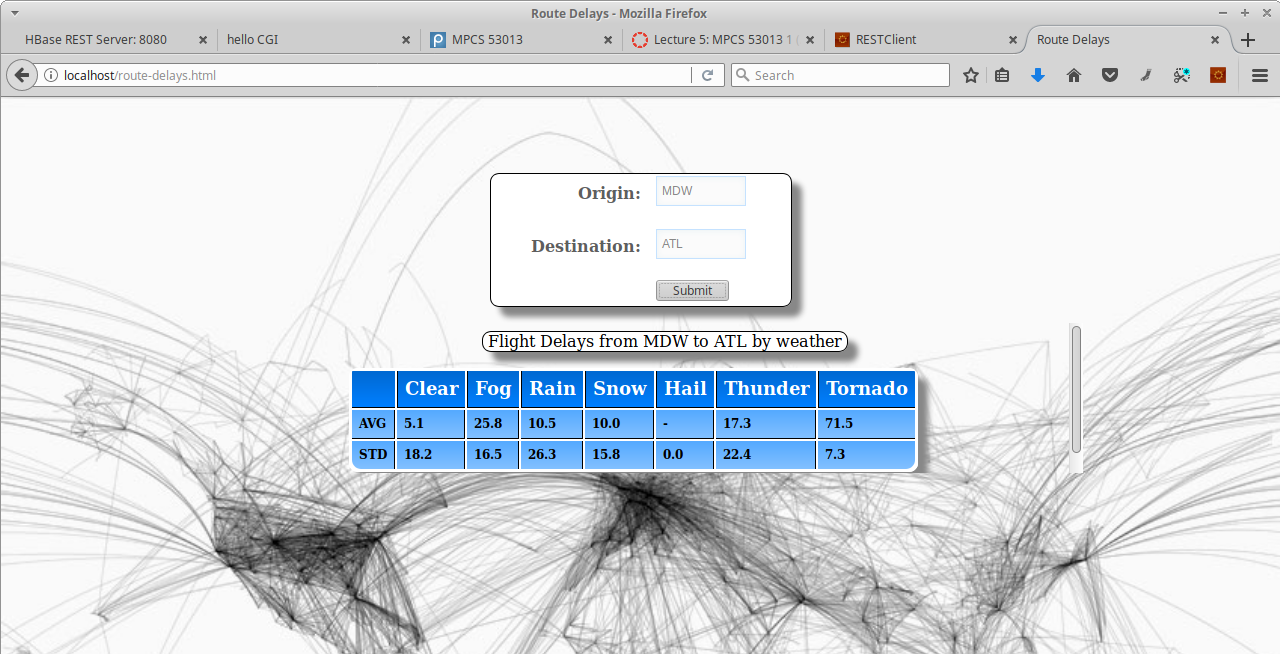 Route Delays - Mozilla Firefox
HBase REST Server: 8080 hello CGI MPCS 53013 Lecture 5: MPCS 53013 1 RESTClient Route Delays
localhost/route-delays.html Search
Origin: MDW
Destination: ATL
Submit
Flight Delays from MDW to ATL by weather
Clear Fog Rain Snow Hail Thunder Tornado
AVG 5.1 25.8 10.5 10.0 - 17.3 71.5
STD 18.2 16.5 26.3 15.8 0.0 22.4 7.3